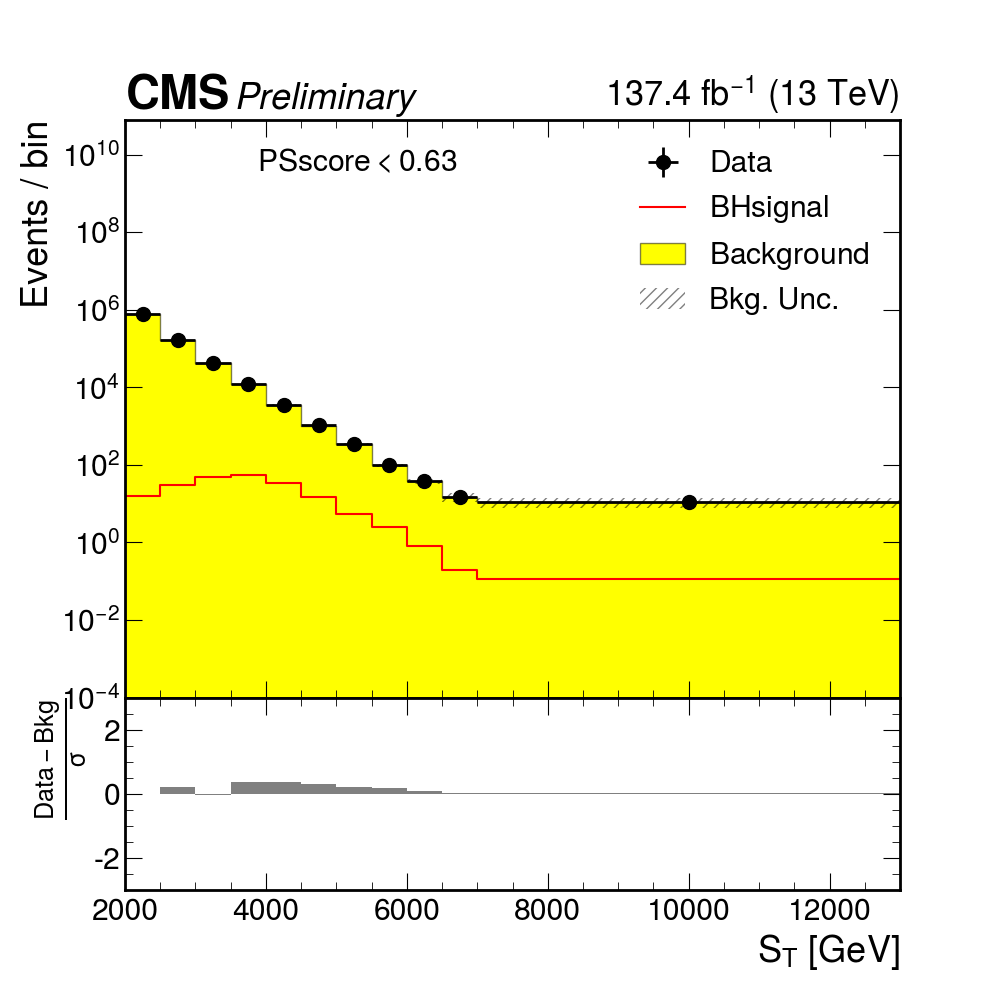 CMS Preliminary 137.4 fb⁻¹ (13 TeV)
Events / bin
PSscore < 0.63
Data
BHsignal
Background
Bkg. Unc.
10¹⁰
10⁸
10⁶
10⁴
10²
10⁰
10⁻²
10⁻⁴
Data – Bkg
σ
2
0
-2
2000 4000 6000 8000 10000 12000
S_T [GeV]